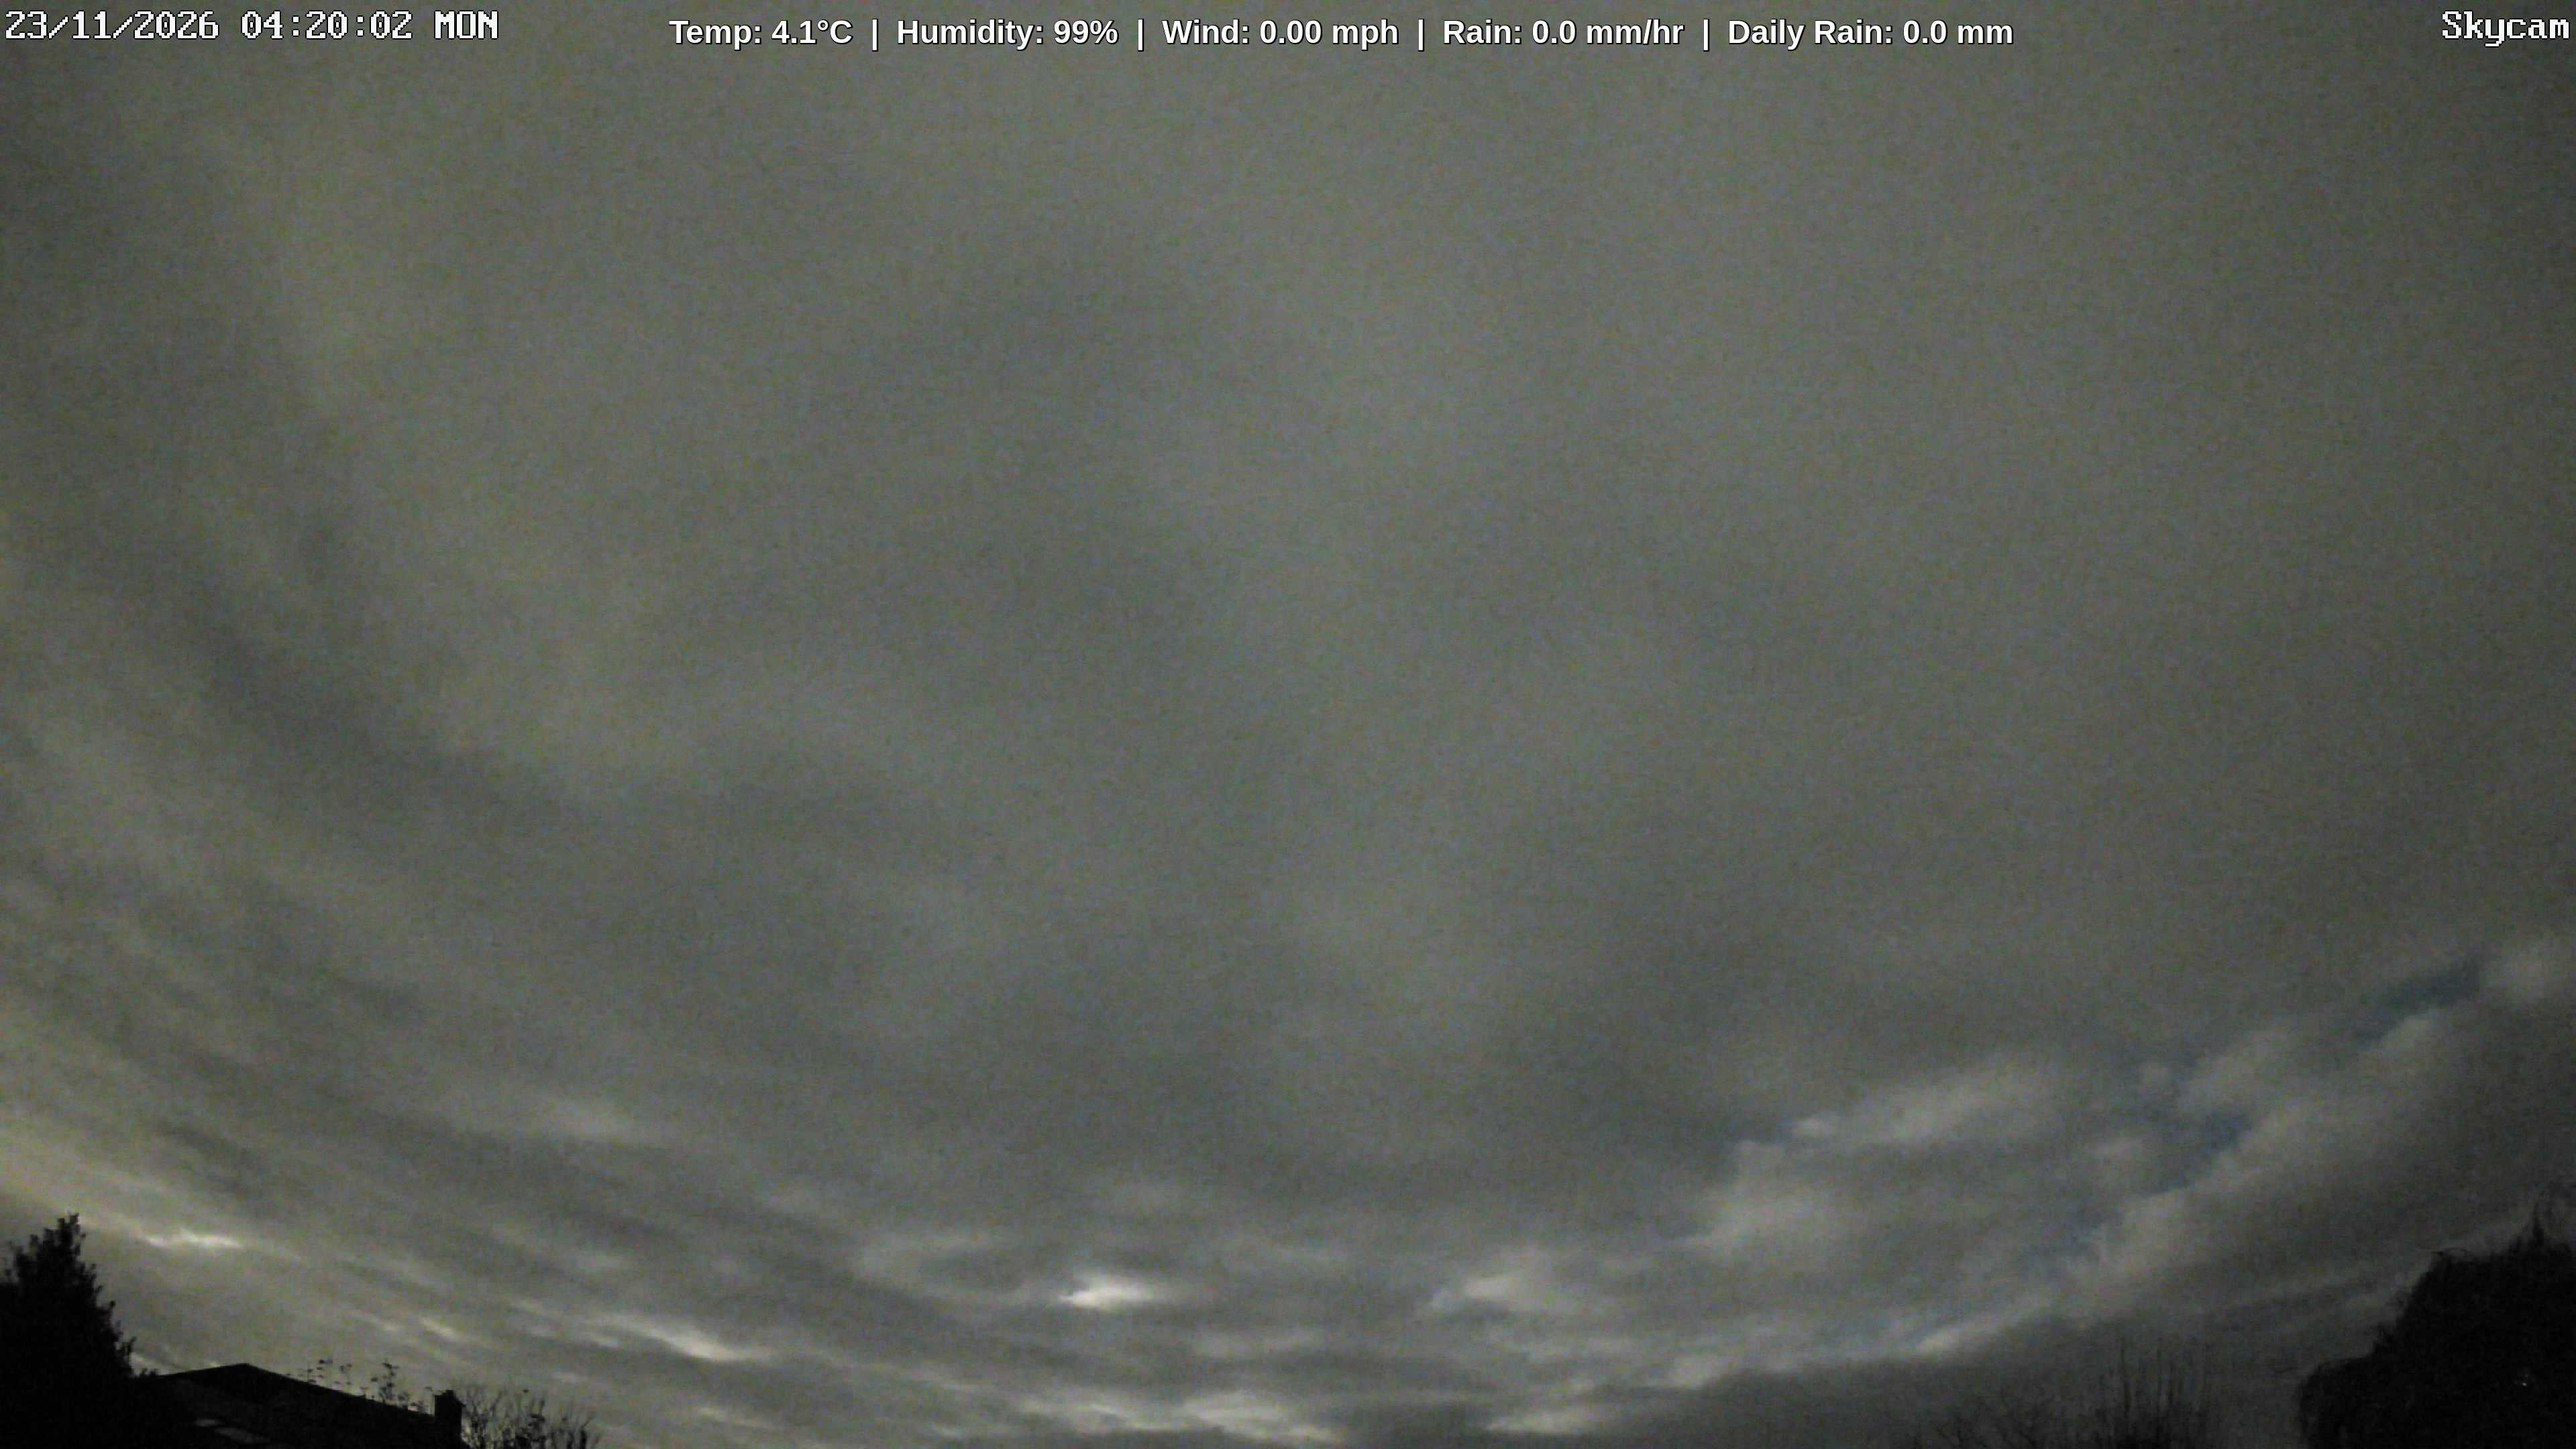 23/11/2026 04:20:02 MON
Temp: 4.1°C | Humidity: 99% | Wind: 0.00 mph | Rain: 0.0 mm/hr | Daily Rain: 0.0 mm
Skycam